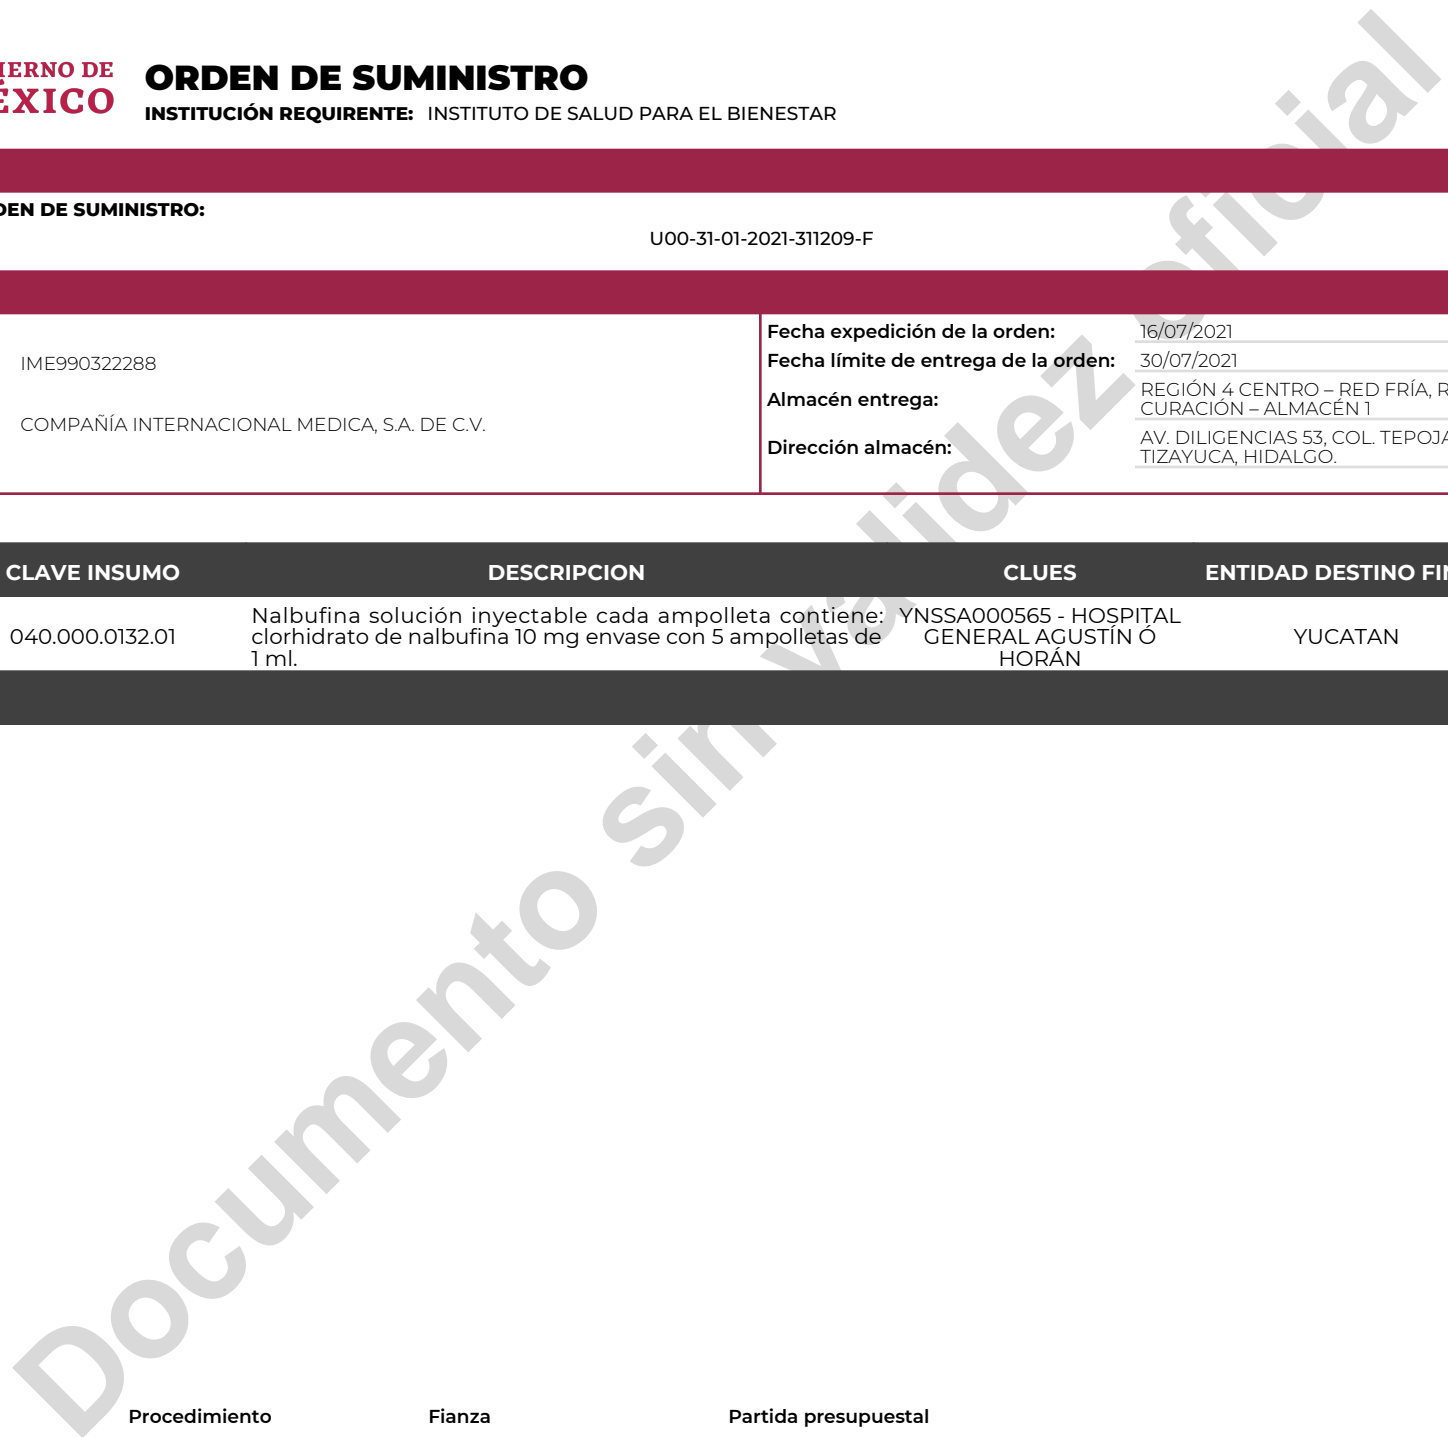 IERNO DE
ÉXICO
ORDEN DE SUMINISTRO
INSTITUCIÓN REQUIRENTE: INSTITUTO DE SALUD PARA EL BIENESTAR
DEN DE SUMINISTRO:
U00-31-01-2021-311209-F
IME990322288
COMPAÑÍA INTERNACIONAL MEDICA, S.A. DE C.V.
Fecha expedición de la orden: 16/07/2021
Fecha límite de entrega de la orden: 30/07/2021
Almacén entrega: REGIÓN 4 CENTRO – RED FRÍA, R
CURACIÓN – ALMACÉN 1
Dirección almacén: AV. DILIGENCIAS 53, COL. TEPOJA
TIZAYUCA, HIDALGO.
CLAVE INSUMO DESCRIPCION CLUES ENTIDAD DESTINO FIN
040.000.0132.01
Nalbufina solución inyectable cada ampolleta contiene:
clorhidrato de nalbufina 10 mg envase con 5 ampolletas de
1 ml.
YNSSA000565 - HOSPITAL
GENERAL AGUSTÍN Ó
HORÁN
YUCATAN
Documento sin validez oficial
Procedimiento Fianza Partida presupuestal